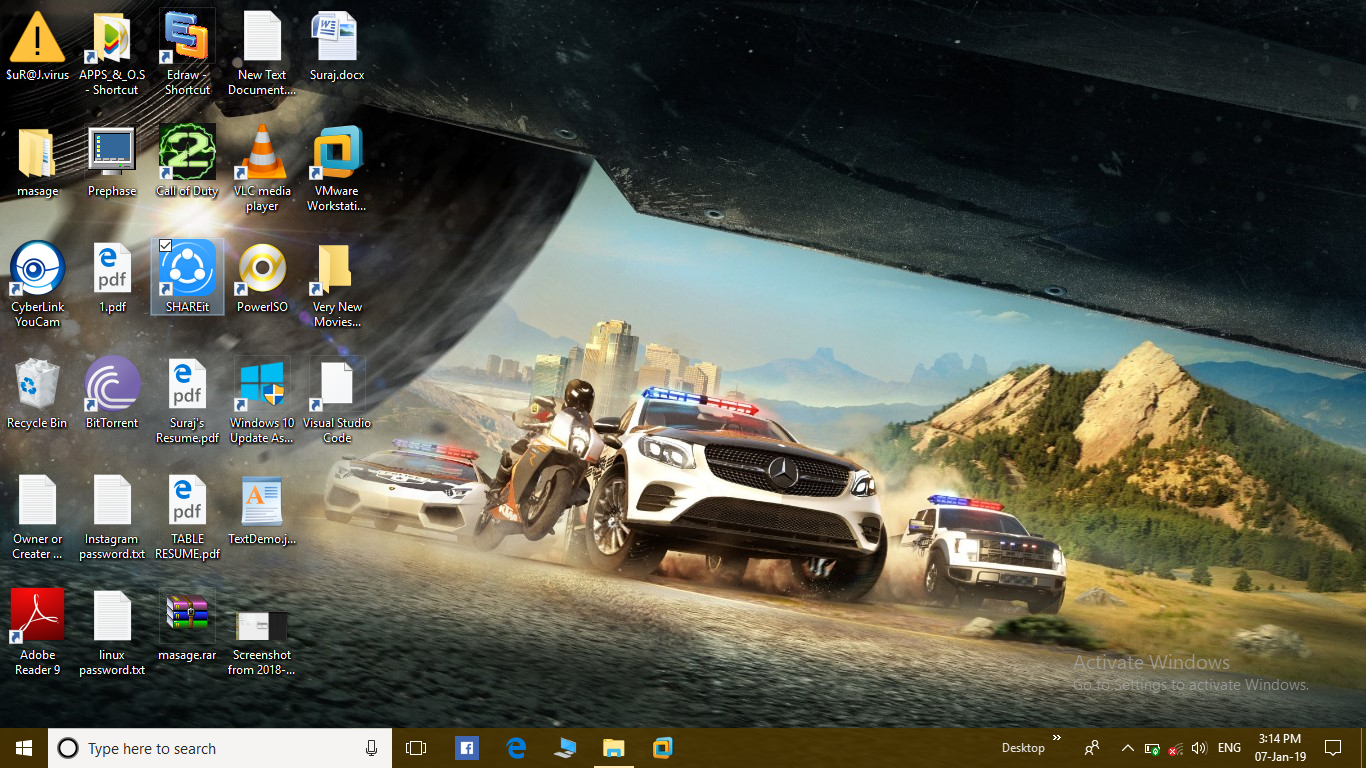 $uR@J.virus
APPS_&_O.S
- Shortcut
Edraw -
Shortcut
New Text
Document....
Suraj.docx
masage
Prephase
Call of Duty
VLC media
player
VMware
Workstati...
CyberLink
YouCam
1.pdf
SHAREit
PowerISO
Very New
Movies...
Recycle Bin
BitTorrent
Suraj's
Resume.pdf
Windows 10
Update As...
Visual Studio
Code
Owner or
Creater ...
Instagram
password.txt
TABLE
RESUME.pdf
TextDemo.j...
Adobe
Reader 9
linux
password.txt
masage.rar
Screenshot
from 2018-...
pdf
pdf
pdf
2
Activate Windows
Go to Settings to activate Windows.
Type here to search
Desktop
ENG
3:14 PM
07-Jan-19